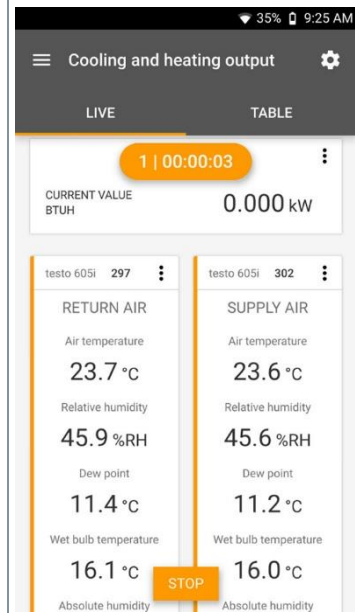 35% 9:25 AM
Cooling and heating output
LIVE TABLE
1 | 00:00:03
CURRENT VALUE
BTUH
0.000 kW
testo 605i 297
RETURN AIR
Air temperature
23.7 °C
Relative humidity
45.9 %RH
Dew point
11.4 °C
Wet bulb temperature
16.1 °C
Absolute humidity
testo 605i 302
SUPPLY AIR
Air temperature
23.6 °C
Relative humidity
45.6 %RH
Dew point
11.2 °C
Wet bulb temperature
16.0 °C
Absolute humidity
STOP